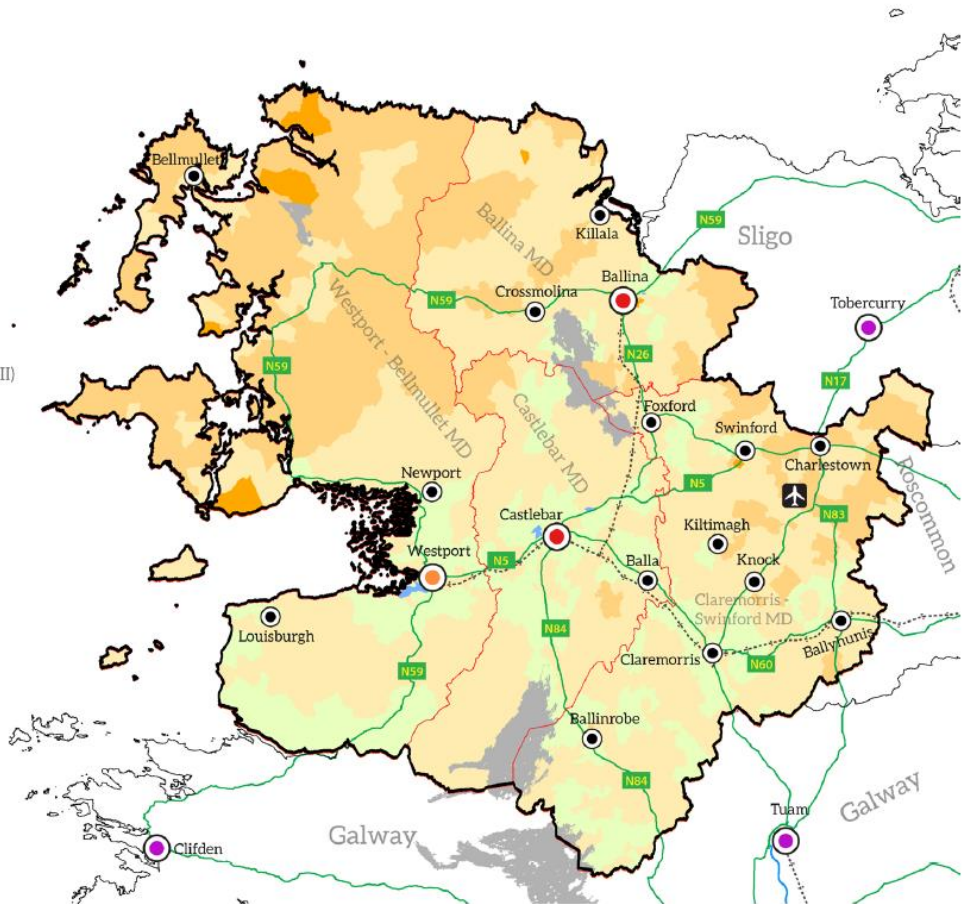 Bellmullet
Killala
N59
Sligo
Ballina MD
Ballina
Crossmolina
N59
Tobercurry
Westport - Bellmullet MD
N59
N26
II)
N17
Castlebar MD
Foxford
Swinford
Charlestown
Roscommon
Newport
N5
N83
Castlebar
Kiltimagh
Westport
N5
Balla
Knock
Claremorris -
Swinford MD
Louisburgh
N84
Ballyhunis
Claremorris
N60
N59
Ballinrobe
N84
Tuam
Galway
Galway
Clifden